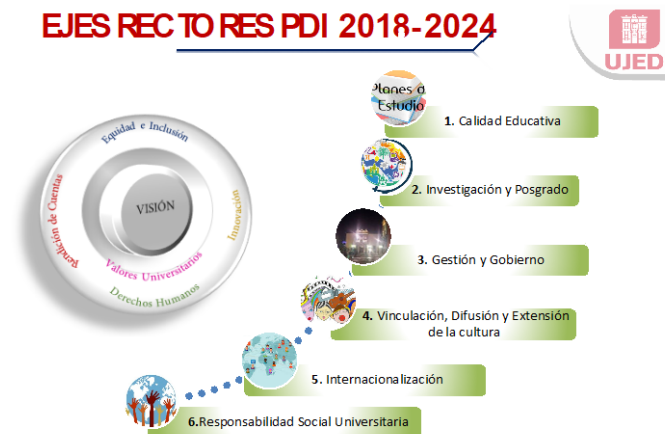 EJES RECTORES PDI 2018-2024
UJED
Planes d
Estudio
1. Calidad Educativa
2. Investigación y Posgrado
3. Gestión y Gobierno
4. Vinculación, Difusión y Extensión
de la cultura
5. Internacionalización
6.Responsabilidad Social Universitaria
Equidad e Inclusión
Rendición de Cuentas
VISIÓN
Innovación
Valores Universitarios
Derechos Humanos